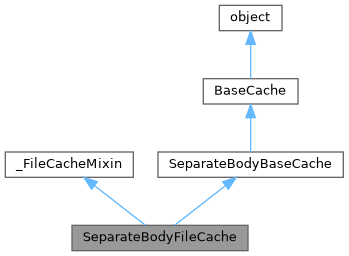 object
BaseCache
_FileCacheMixin
SeparateBodyBaseCache
SeparateBodyFileCache